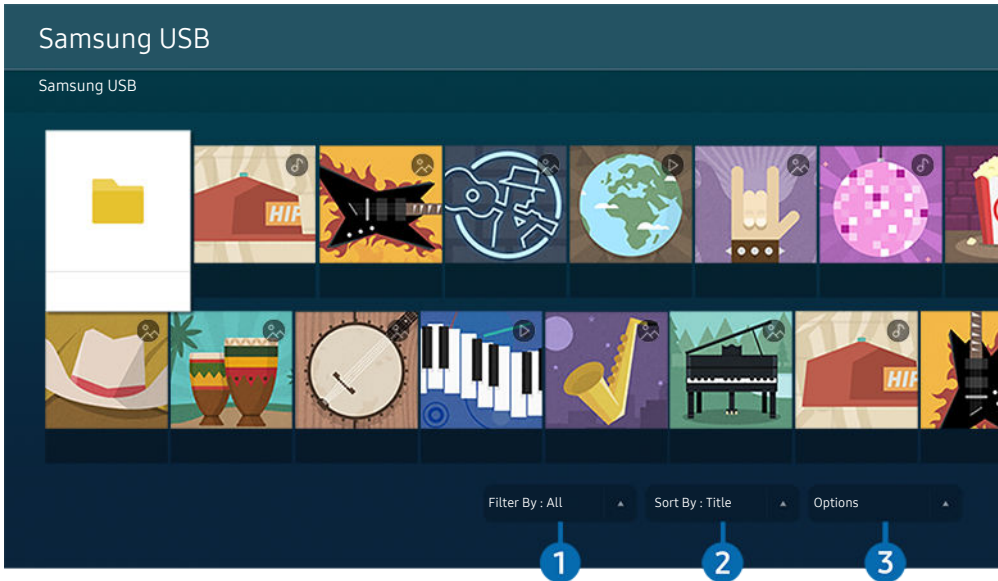 Samsung USB
Samsung USB
HIP
HIP
Filter By : All
Sort By : Title
Options
1
2
3